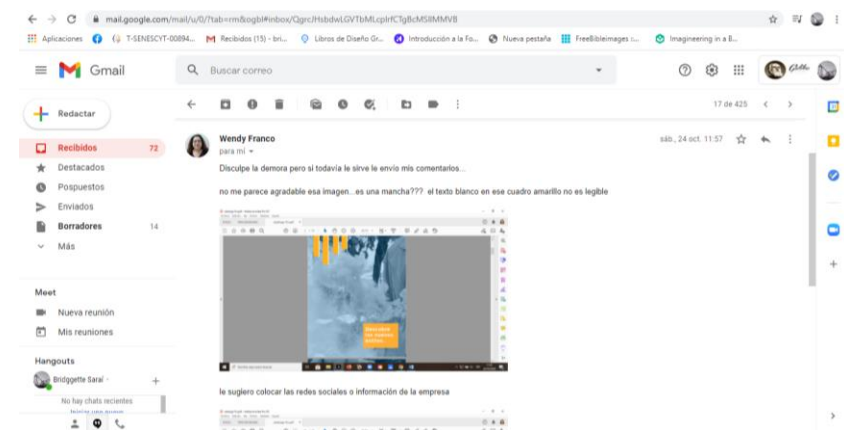 mail.google.com/mail/u/0/?tab=rm&ogbl#inbox/QgrcJHsbdwLGVTbMLcplrfCTgBcMSllMMVB
Aplicaciones
T-SENESCYT-00894...
Recibidos (15) - bri...
Libros de Diseño Gr...
Introducción a la Fo...
Nueva pestaña
FreeBibleimages :...
Imagineering in a B...
Gmail
Buscar correo
Redactar
17 de 425
Recibidos 72
Destacados
Pospuestos
Enviados
Borradores 14
Más
Meet
Nueva reunión
Mis reuniones
Hangouts
Bridggette Saraí
No hay chats recientes
Wendy Franco
sáb., 24 oct. 11:57
para mí
Disculpe la demora pero si todavía le sirve le envío mis comentarios...
no me parece agradable esa imagen...es una mancha??? el texto blanco en ese cuadro amarillo no es legible
le sugiero colocar las redes sociales o información de la empresa